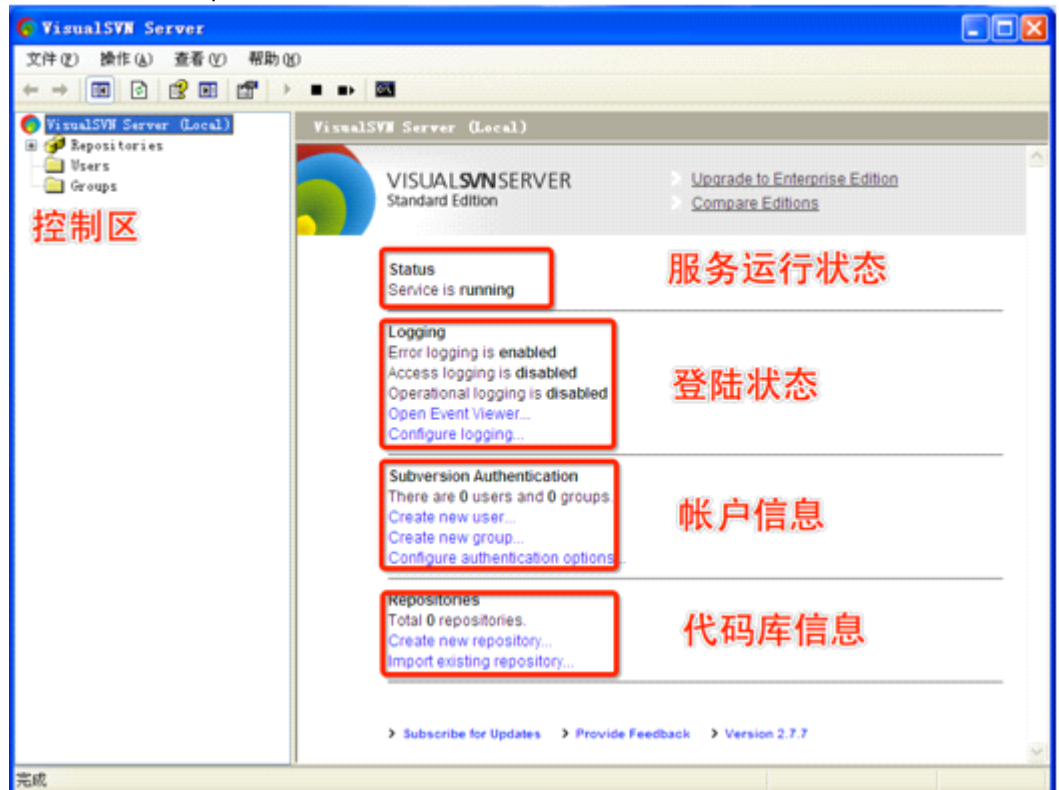 VisualSVN Server
文件(F) 操作(A) 查看(V) 帮助(H)
VisualSVN Server (Local)
Repositories
Users
Groups
控制区
VisualSVN Server (Local)
VISUALSVNSERVER
Standard Edition
Upgrade to Enterprise Edition
Compare Editions
Status
Service is running
服务运行状态
Logging
Error logging is enabled
Access logging is disabled
Operational logging is disabled
Open Event Viewer...
Configure logging...
登陆状态
Subversion Authentication
There are 0 users and 0 groups.
Create new user...
Create new group...
Configure authentication options...
帐户信息
Repositories
Total 0 repositories.
Create new repository...
Import existing repository...
代码库信息
Subscribe for Updates
Provide Feedback
Version 2.7.7
完成